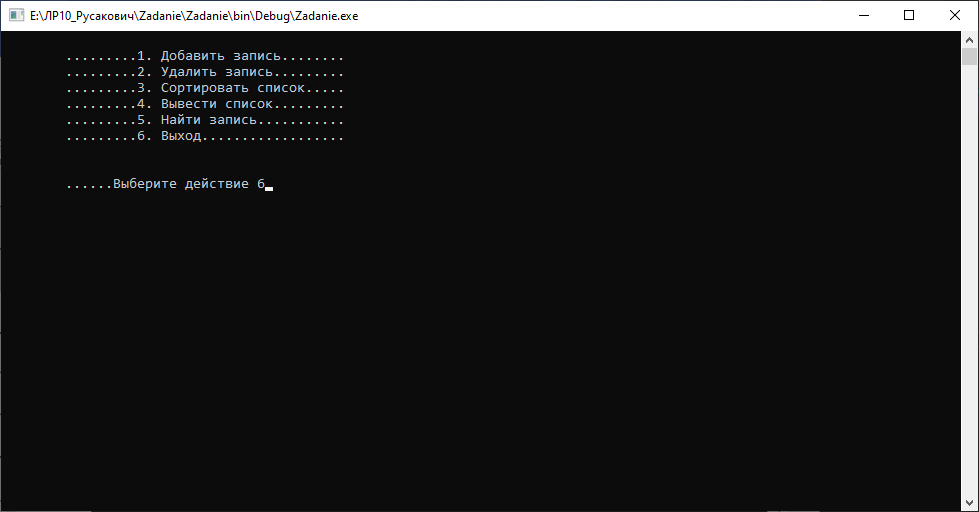 E:\ЛР10_Русакович\Zadanie\Zadanie\bin\Debug\Zadanie.exe
.........1. Добавить запись........
.........2. Удалить запись.........
.........3. Сортировать список.....
.........4. Вывести список.........
.........5. Найти запись...........
.........6. Выход..................
......Выберите действие 6